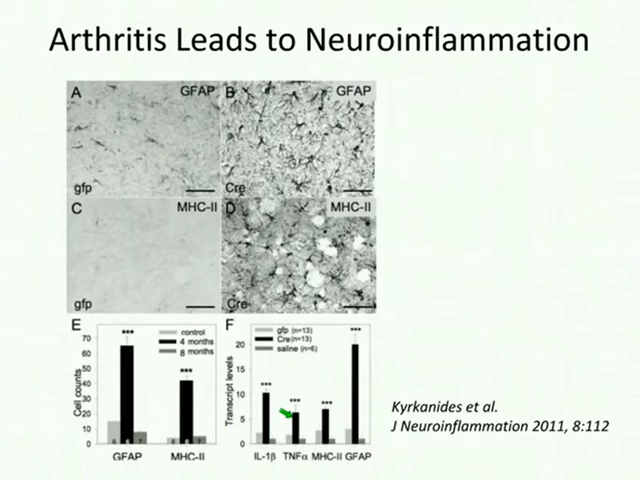 Arthritis Leads to Neuroinflammation
A GFAP
gfp
B GFAP
Cre
C MHC-II
gfp
D MHC-II
Cre
E
control
4 months
8 months
Cell counts
70
60
50
40
30
20
10
0
***
***
GFAP MHC-II
F
gfp (n=13)
Cre(n=13)
saline (n=6)
Transcript levels
20
15
10
5
0
***
***
***
***
IL-1β TNFα MHC-II GFAP
Kyrkanides et al.
J Neuroinflammation 2011, 8:112